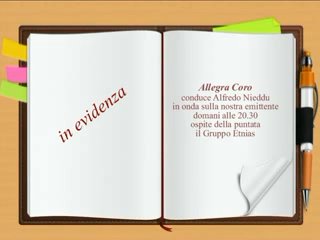 in evidenza
Allegra Coro
conduce Alfredo Nieddu
in onda sulla nostra emittente
domani alle 20.30
ospite della puntata
il Gruppo Etnias